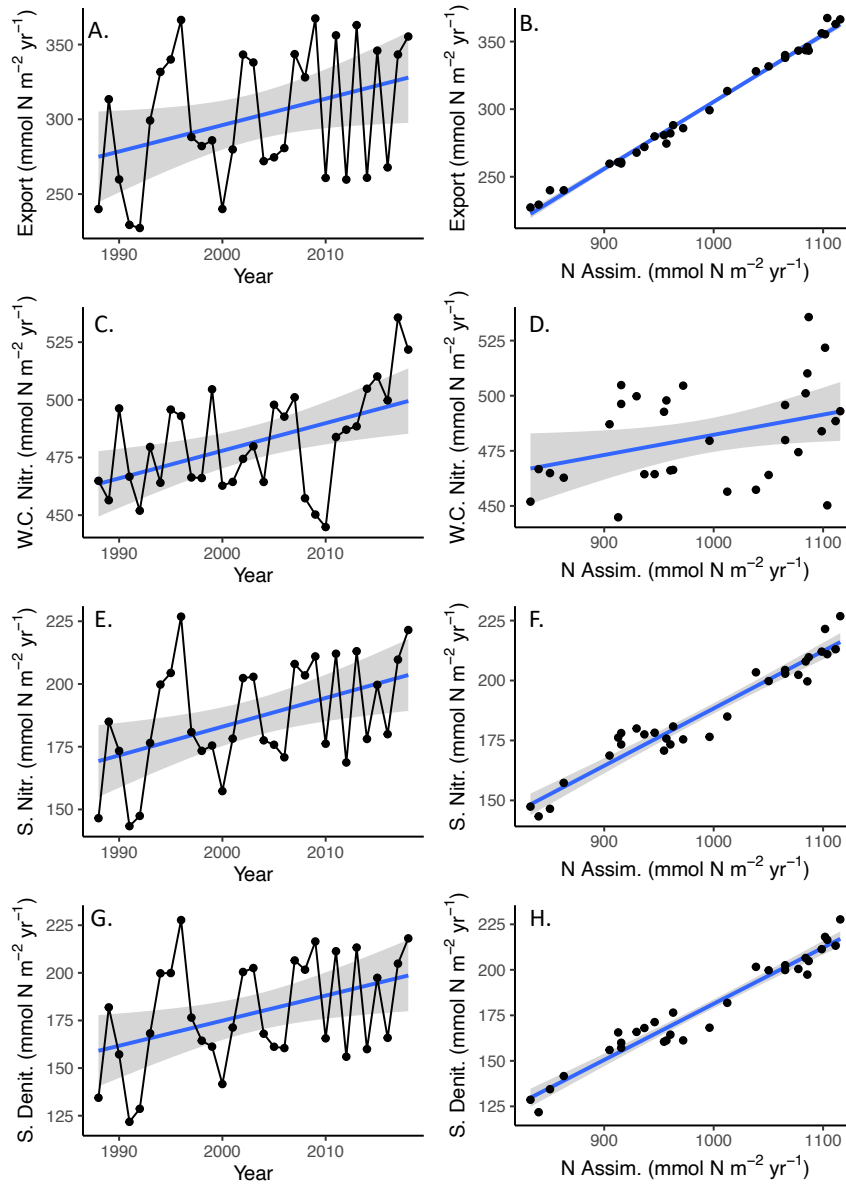 A.
Export (mmol N m⁻² yr⁻¹)
350
300
250
1990 2000 2010
Year
B.
Export (mmol N m⁻² yr⁻¹)
350
300
250
900 1000 1100
N Assim. (mmol N m⁻² yr⁻¹)
C.
W.C. Nitr. (mmol N m⁻² yr⁻¹)
525
500
475
450
1990 2000 2010
Year
D.
W.C. Nitr. (mmol N m⁻² yr⁻¹)
525
500
475
450
900 1000 1100
N Assim. (mmol N m⁻² yr⁻¹)
E.
S. Nitr. (mmol N m⁻² yr⁻¹)
225
200
175
150
1990 2000 2010
Year
F.
S. Nitr. (mmol N m⁻² yr⁻¹)
225
200
175
150
900 1000 1100
N Assim. (mmol N m⁻² yr⁻¹)
G.
S. Denit. (mmol N m⁻² yr⁻¹)
225
200
175
150
125
1990 2000 2010
Year
H.
S. Denit. (mmol N m⁻² yr⁻¹)
225
200
175
150
125
900 1000 1100
N Assim. (mmol N m⁻² yr⁻¹)